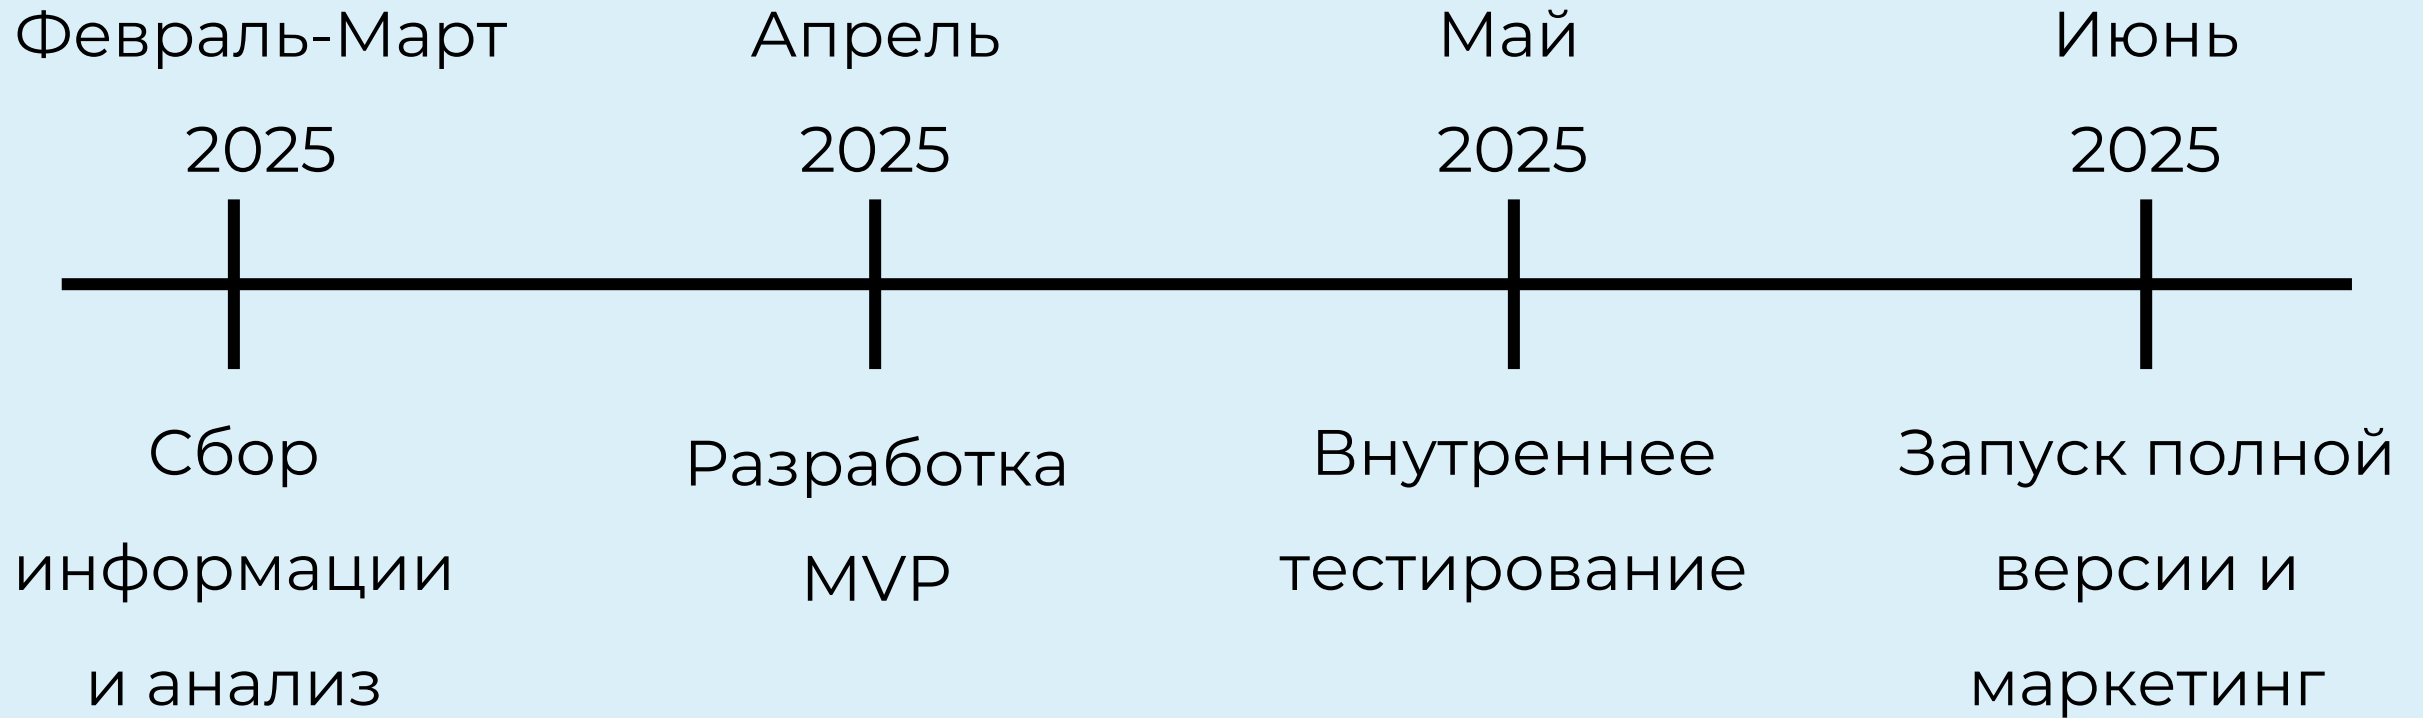 Февраль-Март
2025
Апрель
2025
Май
2025
Июнь
2025
Сбор
информации
и анализ
Разработка
MVP
Внутреннее
тестирование
Запуск полной
версии и
маркетинг